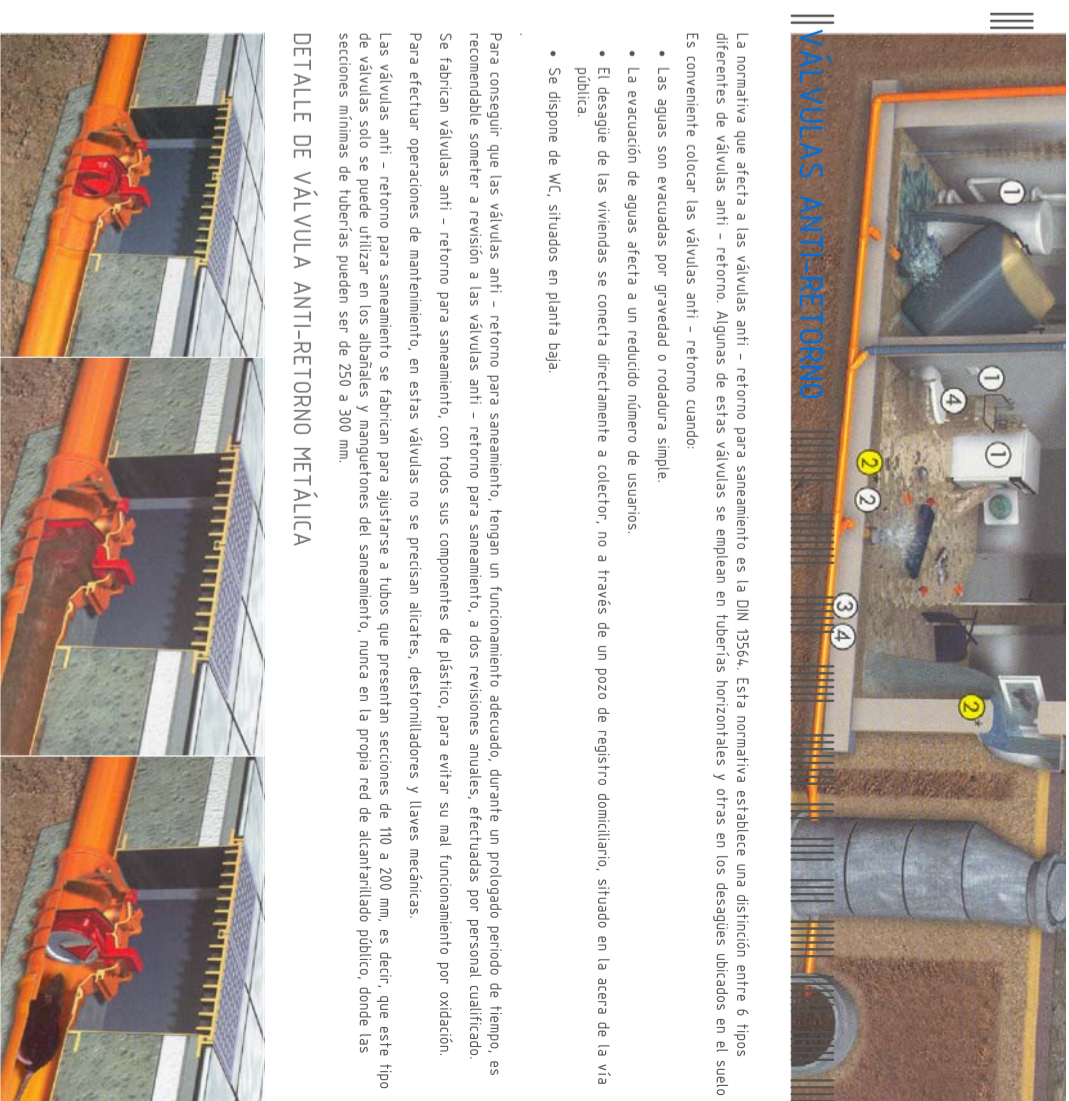 VÁLVULAS ANTI-RETORNO
1
1
4
1
2
2
3 4
2*
La normativa que afecta a las válvulas anti – retorno para saneamiento es la DIN 13564. Esta normativa establece una distinción entre 6 tipos
diferentes de válvulas anti – retorno. Algunas de estas válvulas se emplean en tuberías horizontales y otras en los desagües ubicados en el suelo
Es conveniente colocar las válvulas anti – retorno cuando:
• Las aguas son evacuadas por gravedad o rodadura simple.
• La evacuación de aguas afecta a un reducido número de usuarios.
• El desagüe de las viviendas se conecta directamente a colector, no a través de un pozo de registro domiciliario, situado en la acera de la vía
pública.
• Se dispone de WC, situados en planta baja.
.
Para conseguir que las válvulas anti – retorno para saneamiento, tengan un funcionamiento adecuado, durante un prologado periodo de tiempo, es
recomendable someter a revisión a las válvulas anti – retorno para saneamiento, a dos revisiones anuales, efectuadas por personal cualificado.
Se fabrican válvulas anti – retorno para saneamiento, con todos sus componentes de plástico, para evitar su mal funcionamiento por oxidación.
Para efectuar operaciones de mantenimiento, en estas válvulas no se precisan alicates, destornilladores y llaves mecánicas.
Las válvulas anti – retorno para saneamiento se fabrican para ajustarse a tubos que presentan secciones de 110 a 200 mm, es decir, que este tipo
de válvulas solo se puede utilizar en los albañales y manguetones del saneamiento, nunca en la propia red de alcantarillado público, donde las
secciones mínimas de tuberías pueden ser de 250 a 300 mm.
DETALLE DE VÁLVULA ANTI-RETORNO METÁLICA